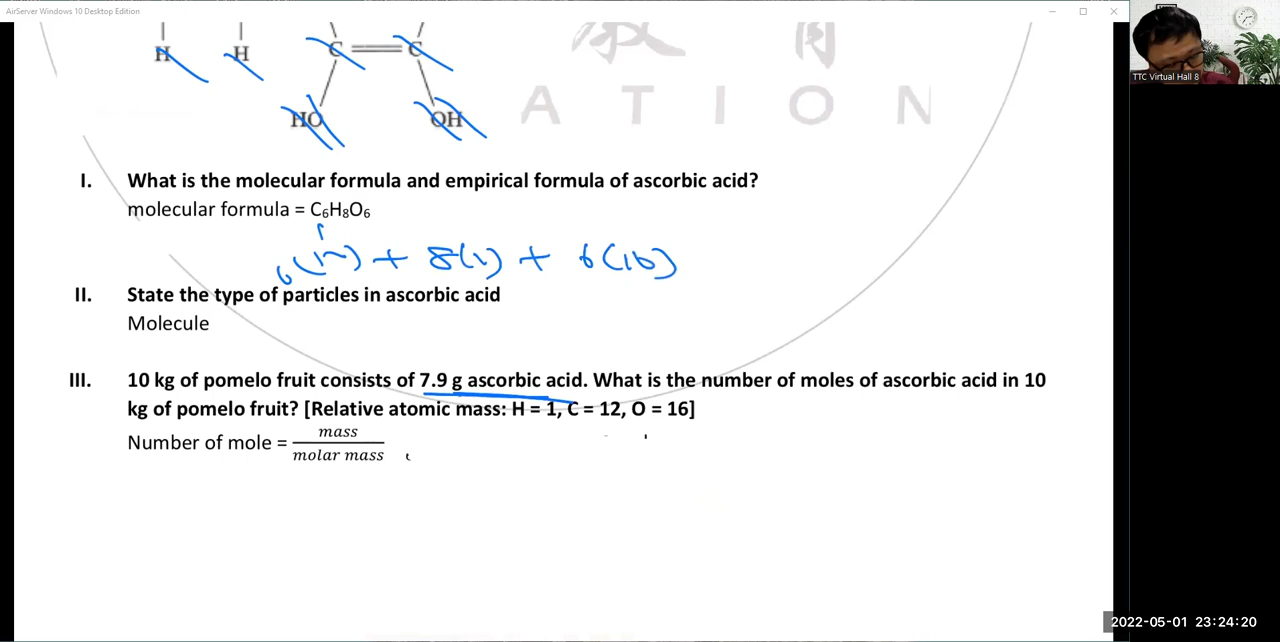 AirServer Windows 10 Desktop Edition
H H C C
HO OH
教育
A T I O N
TTC Virtual Hall 8
I. What is the molecular formula and empirical formula of ascorbic acid?
molecular formula = C₆H₈O₆
6(12) + 8(1) + 6(16)
II. State the type of particles in ascorbic acid
Molecule
III. 10 kg of pomelo fruit consists of 7.9 g ascorbic acid. What is the number of moles of ascorbic acid in 10
kg of pomelo fruit? [Relative atomic mass: H = 1, C = 12, O = 16]
Number of mole = mass / molar mass
2022-05-01 23:24:20